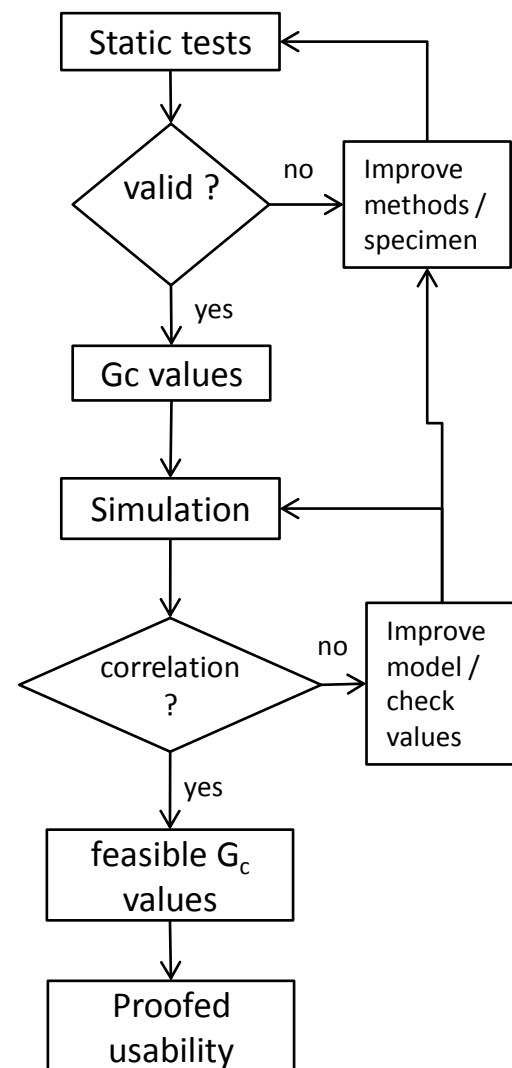 Static tests
valid ?
no
Improve
methods /
specimen
yes
Gc values
Simulation
correlation
?
no
Improve
model /
check
values
yes
feasible Gc
values
Proofed
usability